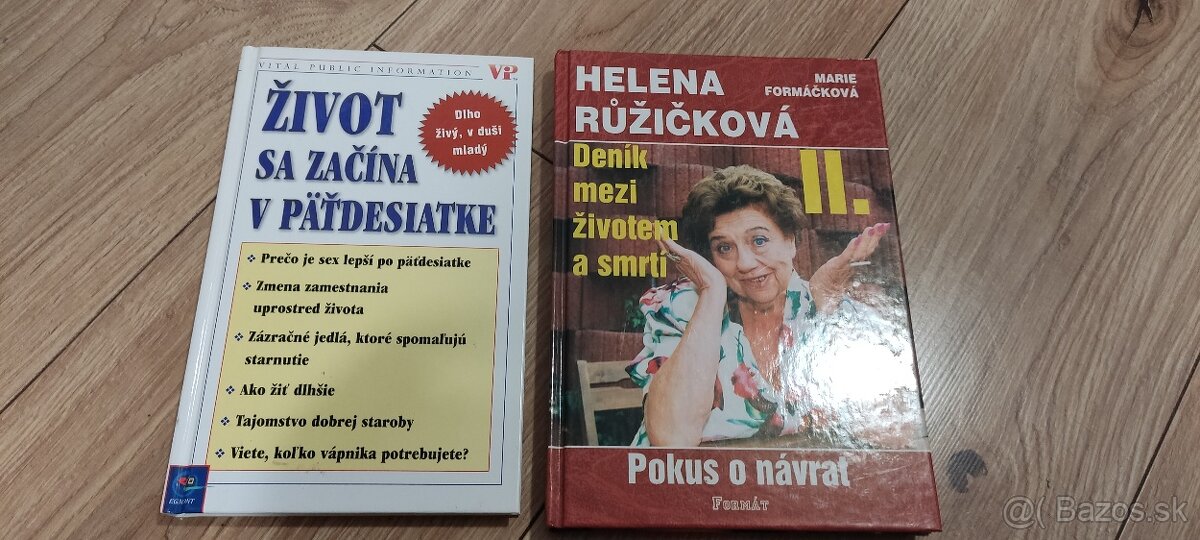 VITAL PUBLIC INFORMATION
VIP
ŽIVOT
SA ZAČÍNA
V PÄŤDESIATKE
Dlho
živý, v duši
mladý
❖ Prečo je sex lepší po päťdesiatke
❖ Zmena zamestnania
uprostred života
❖ Zázračné jedlá, ktoré spomaľujú
starnutie
❖ Ako žiť dlhšie
❖ Tajomstvo dobrej staroby
❖ Viete, koľko vápnika potrebujete?
EGMONT
HELENA
RŮŽIČKOVÁ
MARIE
FORMÁČKOVÁ
Deník
mezi
životem
a smrtí
II.
Pokus o návrat
FORMÁT
@( Bazos.sk